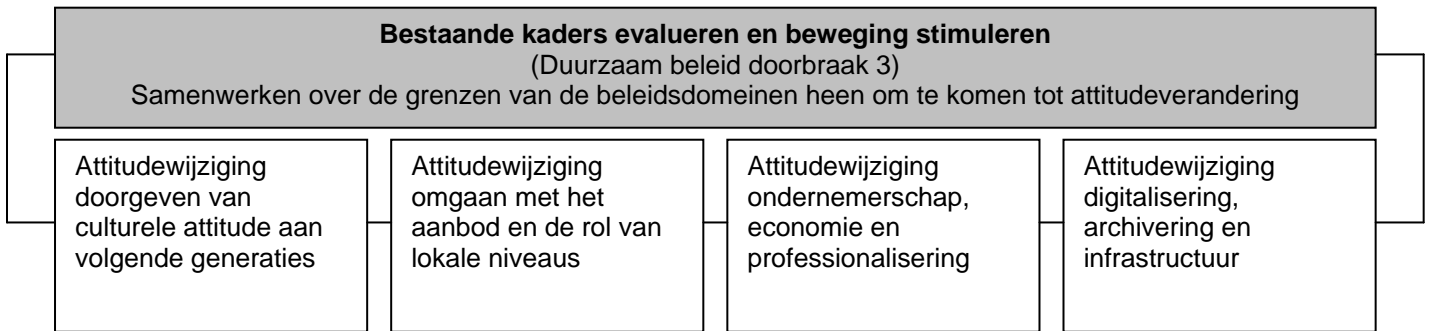 Bestaande kaders evalueren en beweging stimuleren
(Duurzaam beleid doorbraak 3)
Samenwerken over de grenzen van de beleidsdomeinen heen om te komen tot attitudeverandering
Attitudewijziging
doorgeven van
culturele attitude aan
volgende generaties
Attitudewijziging
omgaan met het
aanbod en de rol van
lokale niveaus
Attitudewijziging
ondernemerschap,
economie en
professionalisering
Attitudewijziging
digitalisering,
archivering en
infrastructuur